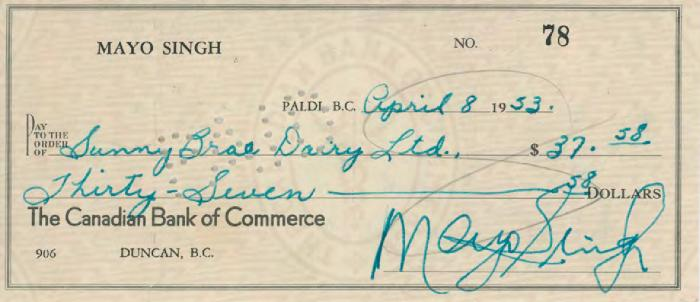 MAYO SINGH NO. 78
PALDI, B.C. April 8 1953.
PAY TO THE ORDER OF Sunny Brae Dairy Ltd., $ 37. 58
Thirty-Seven 58 DOLLARS
The Canadian Bank of Commerce
906 DUNCAN, B.C.
Mayo Singh